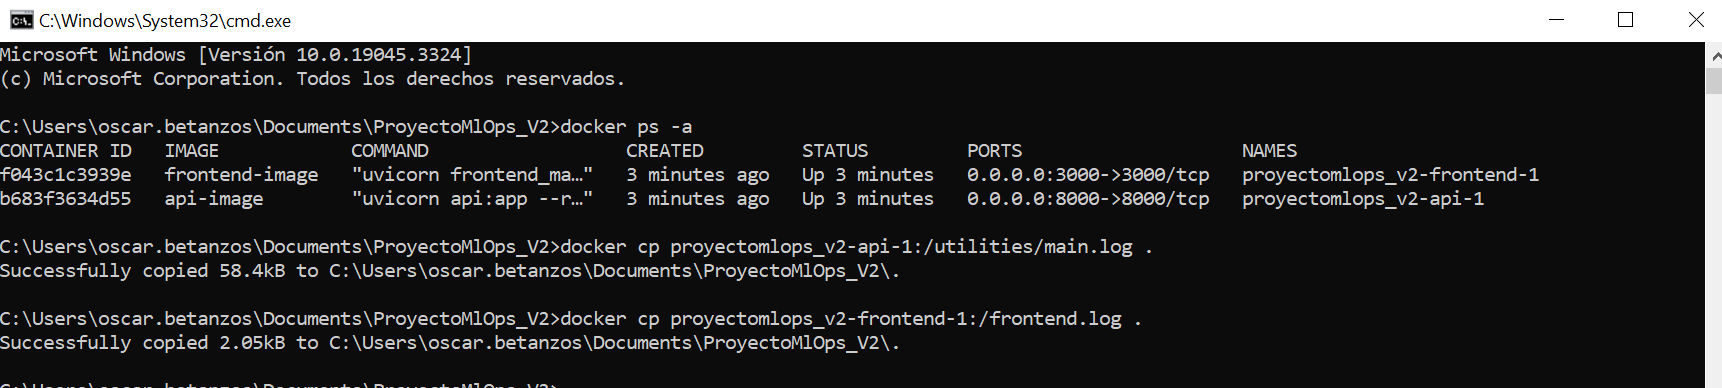 C:\Windows\System32\cmd.exe
Microsoft Windows [Versión 10.0.19045.3324]
(c) Microsoft Corporation. Todos los derechos reservados.
C:\Users\oscar.betanzos\Documents\ProyectoMlOps_V2>docker ps -a
CONTAINER ID   IMAGE            COMMAND                  CREATED         STATUS         PORTS                    NAMES
f043c1c3939e   frontend-image   "uvicorn frontend_ma…"   3 minutes ago   Up 3 minutes   0.0.0.0:3000->3000/tcp   proyectomlops_v2-frontend-1
b683f3634d55   api-image        "uvicorn api:app --r…"   3 minutes ago   Up 3 minutes   0.0.0.0:8000->8000/tcp   proyectomlops_v2-api-1
C:\Users\oscar.betanzos\Documents\ProyectoMlOps_V2>docker cp proyectomlops_v2-api-1:/utilities/main.log .
Successfully copied 58.4kB to C:\Users\oscar.betanzos\Documents\ProyectoMlOps_V2\.
C:\Users\oscar.betanzos\Documents\ProyectoMlOps_V2>docker cp proyectomlops_v2-frontend-1:/frontend.log .
Successfully copied 2.05kB to C:\Users\oscar.betanzos\Documents\ProyectoMlOps_V2\.
C:\Users\oscar.betanzos\Documents\ProyectoMlOps_V2>